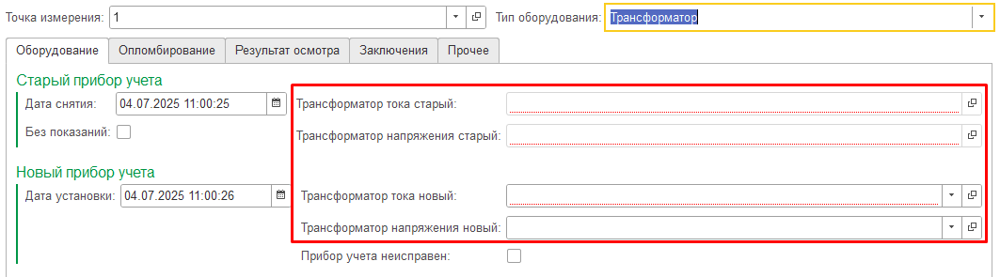 Точка измерения: 1 Тип оборудования: Трансформатор
Оборудование Опломбирование Результат осмотра Заключения Прочее
Старый прибор учета
Дата снятия: 04.07.2025 11:00:25 Трансформатор тока старый:
Без показаний: Трансформатор напряжения старый:
Новый прибор учета
Дата установки: 04.07.2025 11:00:26 Трансформатор тока новый:
Трансформатор напряжения новый:
Прибор учета неисправен: